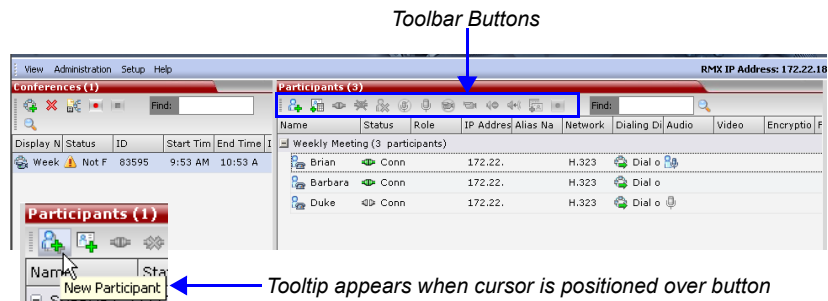 Toolbar Buttons
View Administration Setup Help RMX IP Address: 172.22.18
Conferences (1) Participants (3)
Find: Find:
Display N Status ID Start Tim End Time I Name Status Role IP Addres Alias Na Network Dialing Di Audio Video Encryptio F
Weekly Meeting (3 participants)
Week Not F 83595 9:53 AM 10:53 A Brian Conn 172.22. H.323 Dial o
Barbara Conn 172.22. H.323 Dial o
Duke Conn 172.22. H.323 Dial o
Participants (1)
Name Sta
New Participant
Tooltip appears when cursor is positioned over button